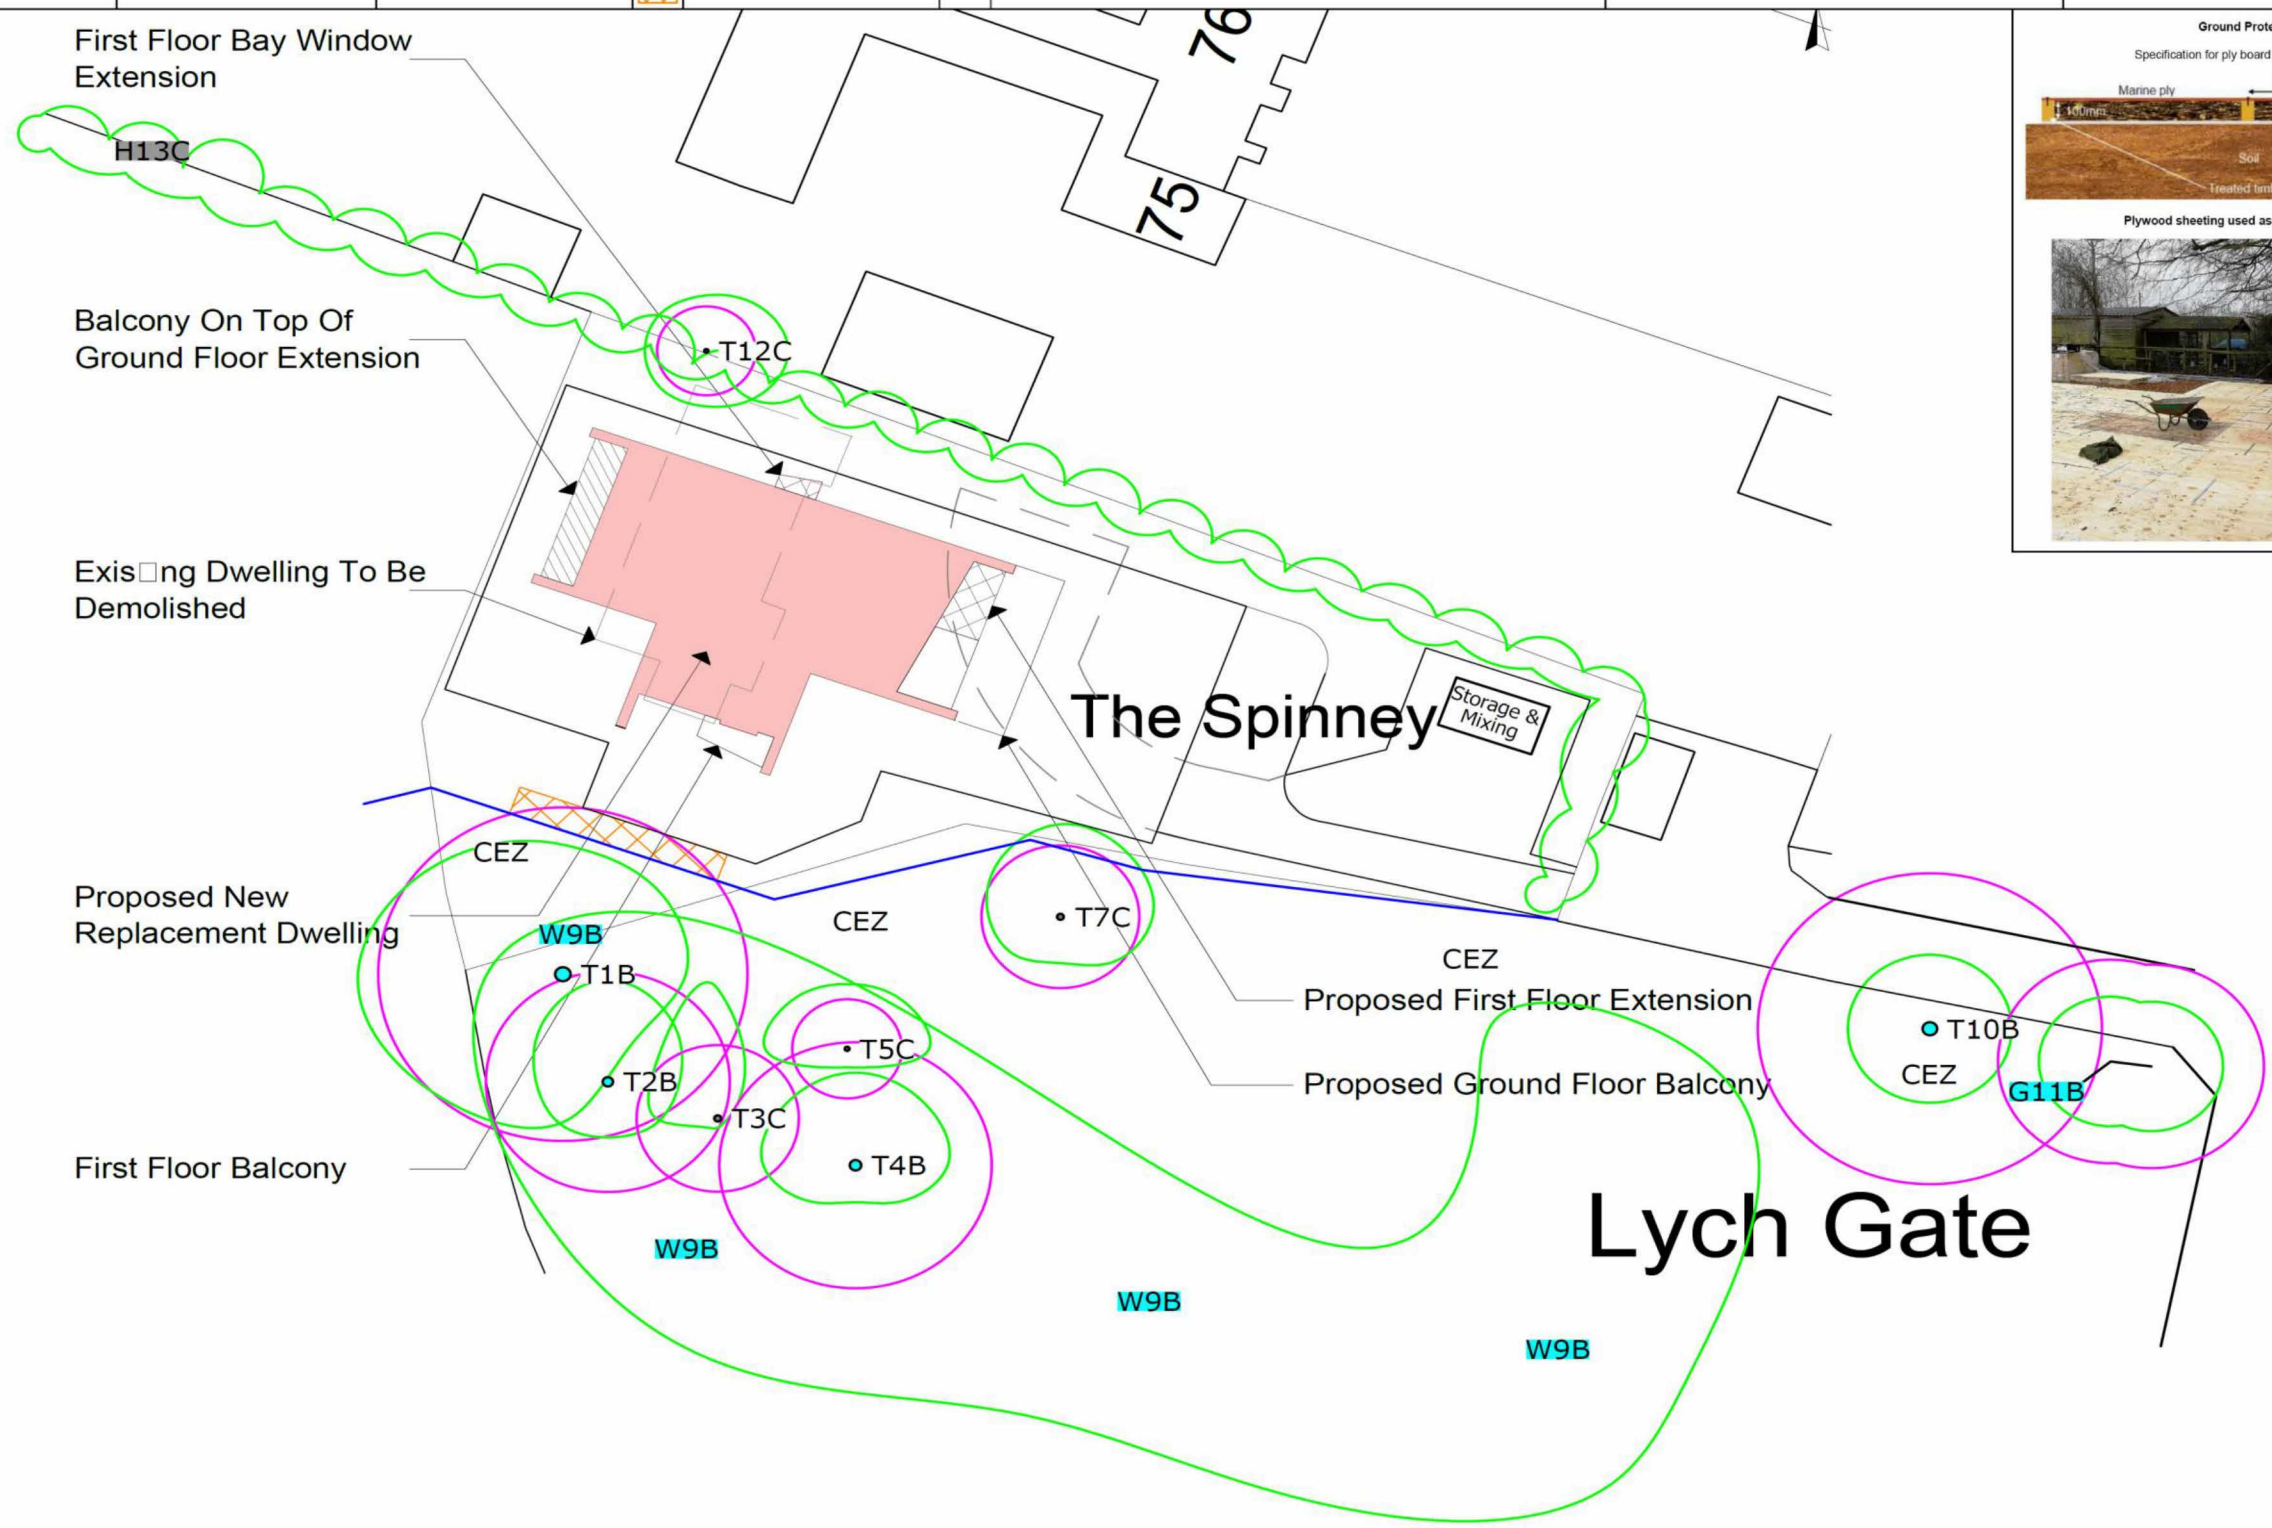 First Floor Bay Window
Extension
76
Ground Prote
Specification for ply board
Marine ply
100mm
Soil
Treated tim
Plywood sheeting used as
H13C
75
Balcony On Top Of
Ground Floor Extension
T12C
Exis□ng Dwelling To Be
Demolished
The Spinney
Storage &
Mixing
CEZ
Proposed New
Replacement Dwelling
W9B
CEZ
T7C
CEZ
T1B
Proposed First Floor Extension
T10B
T5C
CEZ
T2B
Proposed Ground Floor Balcony
G11B
T3C
First Floor Balcony
T4B
Lych Gate
W9B
W9B
W9B